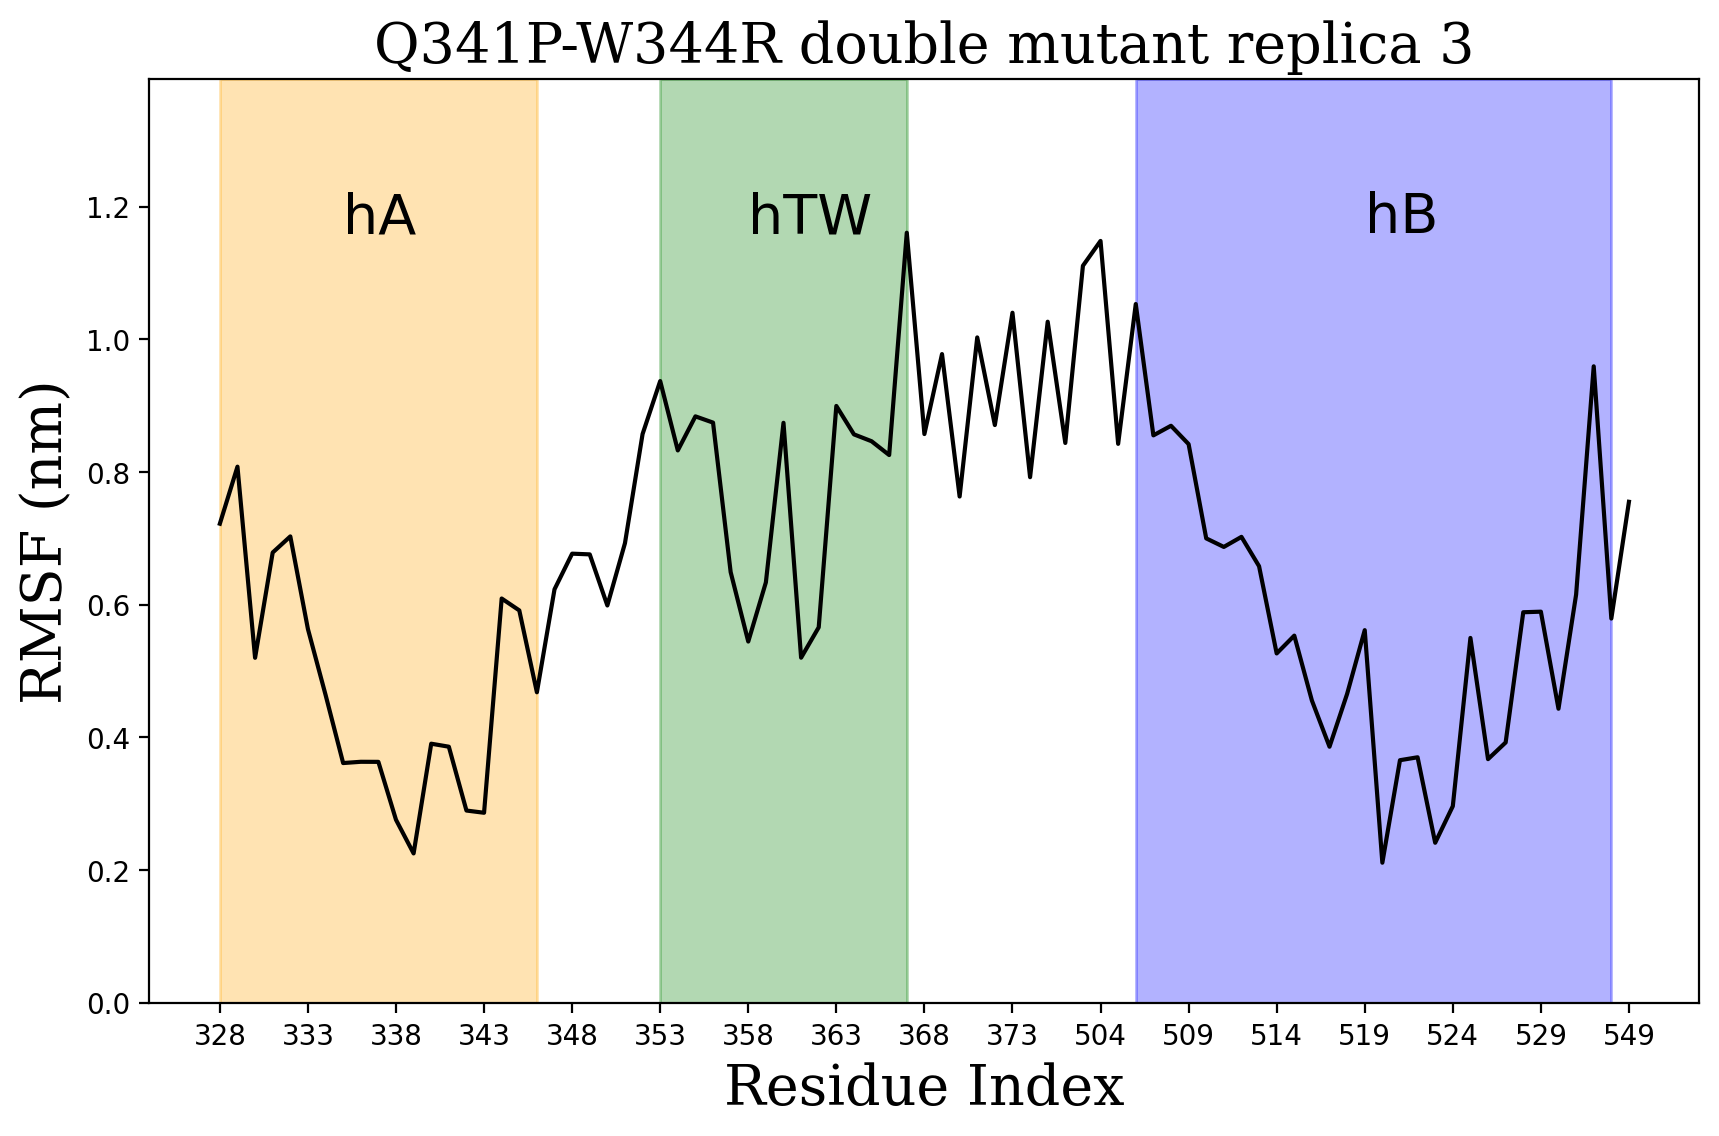 Q341P-W344R double mutant replica 3
hA
hTW
hB
1.2
1.0
0.8
0.6
0.4
0.2
0.0
RMSF (nm)
328 333 338 343 348 353 358 363 368 373 504 509 514 519 524 529 549
Residue Index